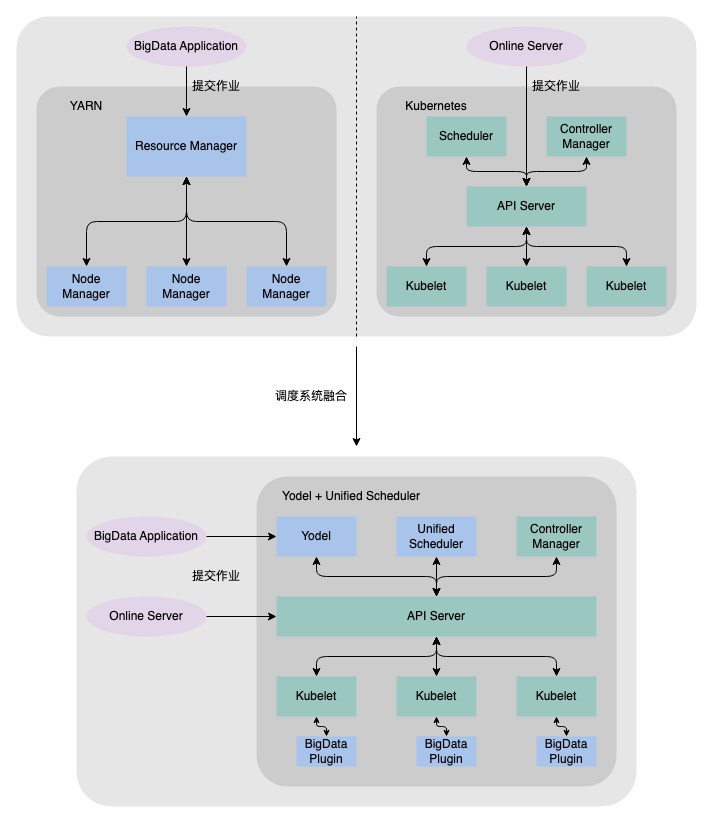 BigData Application
提交作业
YARN
Resource Manager
Node
Manager
Node
Manager
Node
Manager
Online Server
提交作业
Kubernetes
Scheduler
Controller
Manager
API Server
Kubelet
Kubelet
Kubelet
调度系统融合
Yodel + Unified Scheduler
BigData Application
Yodel
Unified
Scheduler
Controller
Manager
提交作业
Online Server
API Server
Kubelet
Kubelet
Kubelet
BigData
Plugin
BigData
Plugin
BigData
Plugin